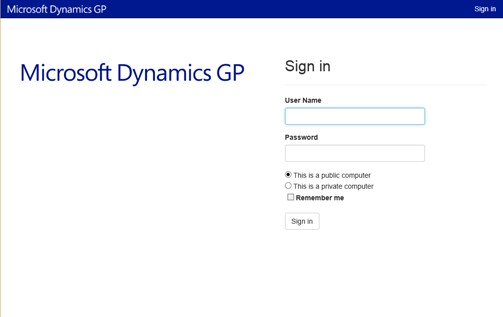 Microsoft Dynamics GP
Sign in
Microsoft Dynamics GP
Sign in
User Name
Password
This is a public computer
This is a private computer
Remember me
Sign in